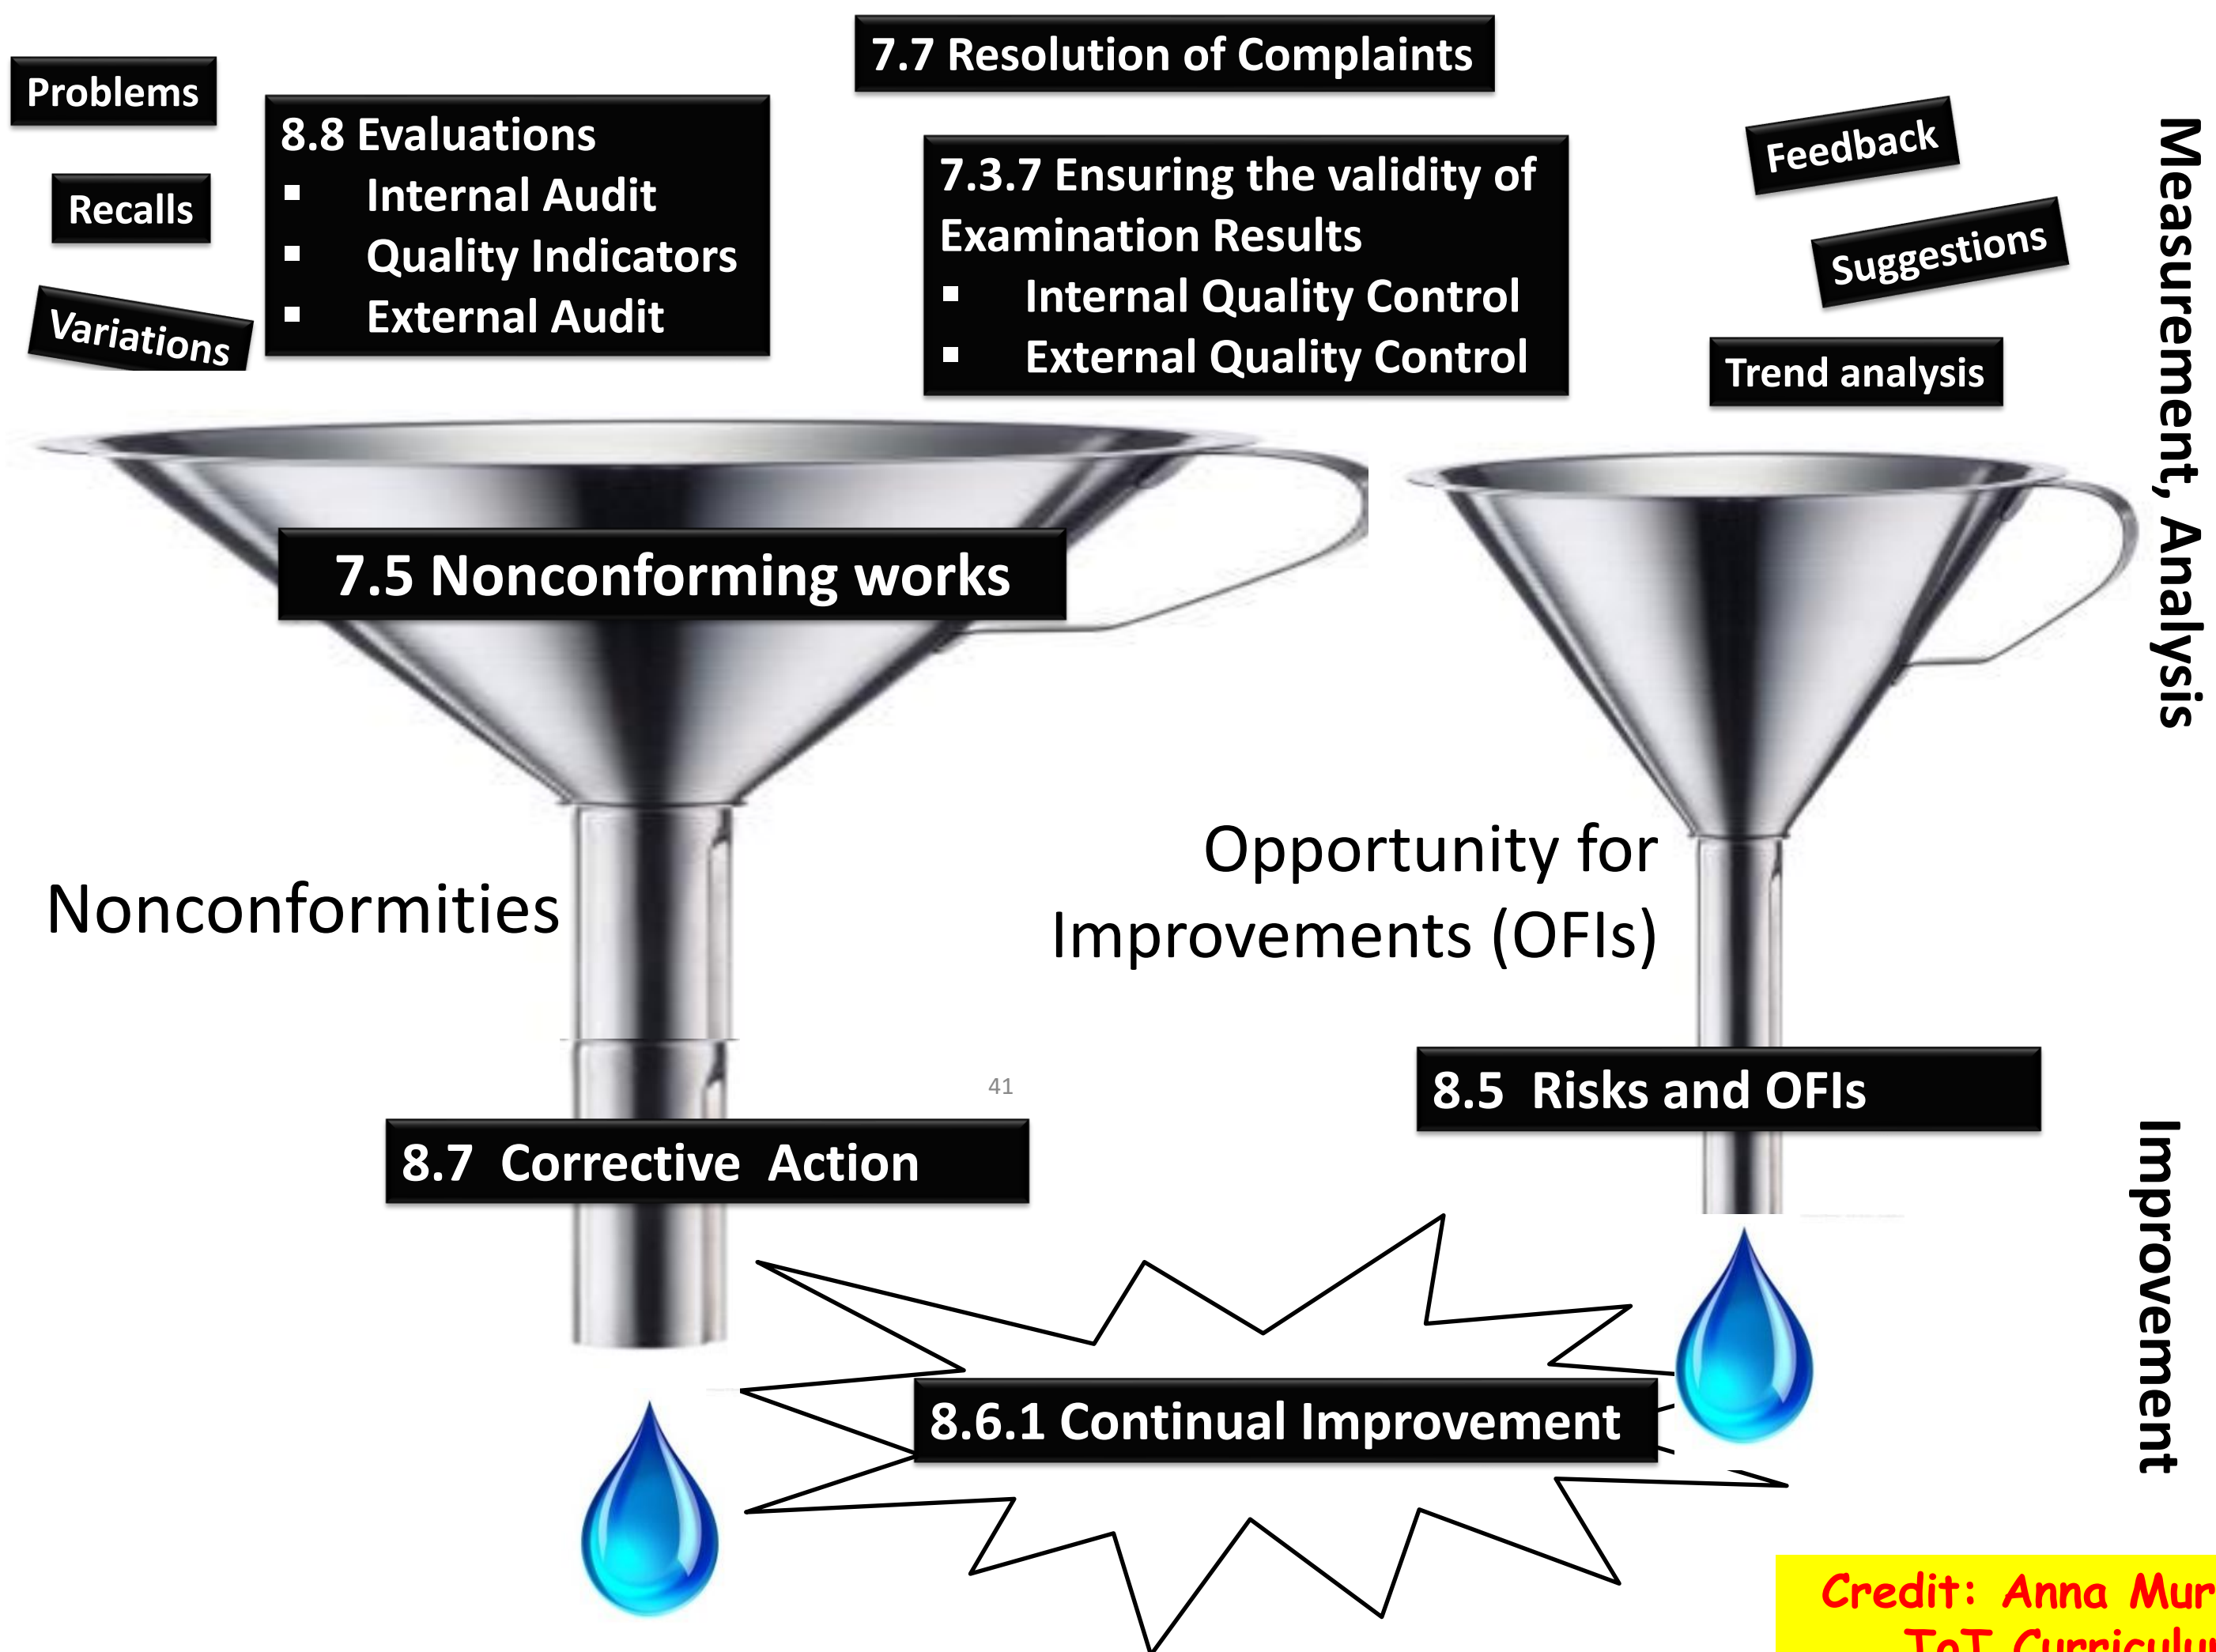 7.7 Resolution of Complaints
Problems
8.8 Evaluations
▪ Internal Audit
▪ Quality Indicators
▪ External Audit
Recalls
Variations
7.3.7 Ensuring the validity of
Examination Results
▪ Internal Quality Control
▪ External Quality Control
Feedback
Suggestions
Trend analysis
Measurement, Analysis
7.5 Nonconforming works
Nonconformities
Opportunity for
Improvements (OFIs)
41
8.5 Risks and OFIs
8.7 Corrective Action
Improvement
8.6.1 Continual Improvement
Credit: Anna Mur
ToT Curriculu